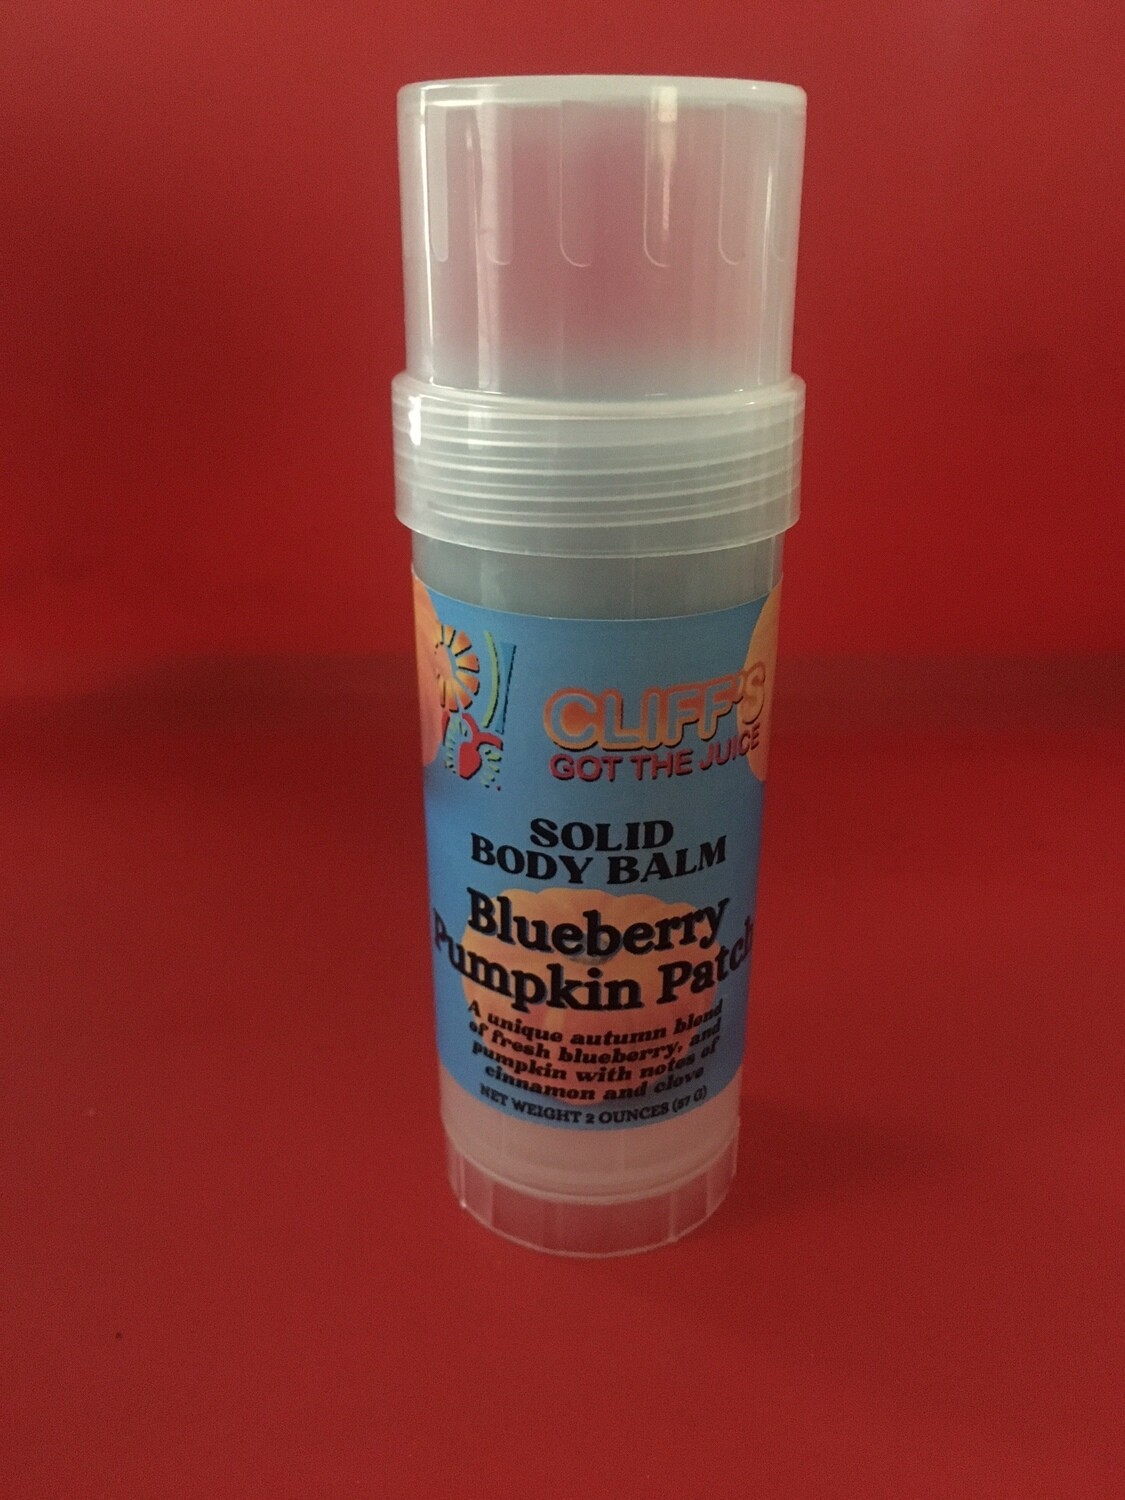 CLIFF'S
GOT THE JUICE
SOLID
BODY BALM
Blueberry
Pumpkin Patch
A unique autumn blend
of fresh blueberry, and
pumpkin with notes of
cinnamon and clove
NET WEIGHT 2 OUNCES (57 G)